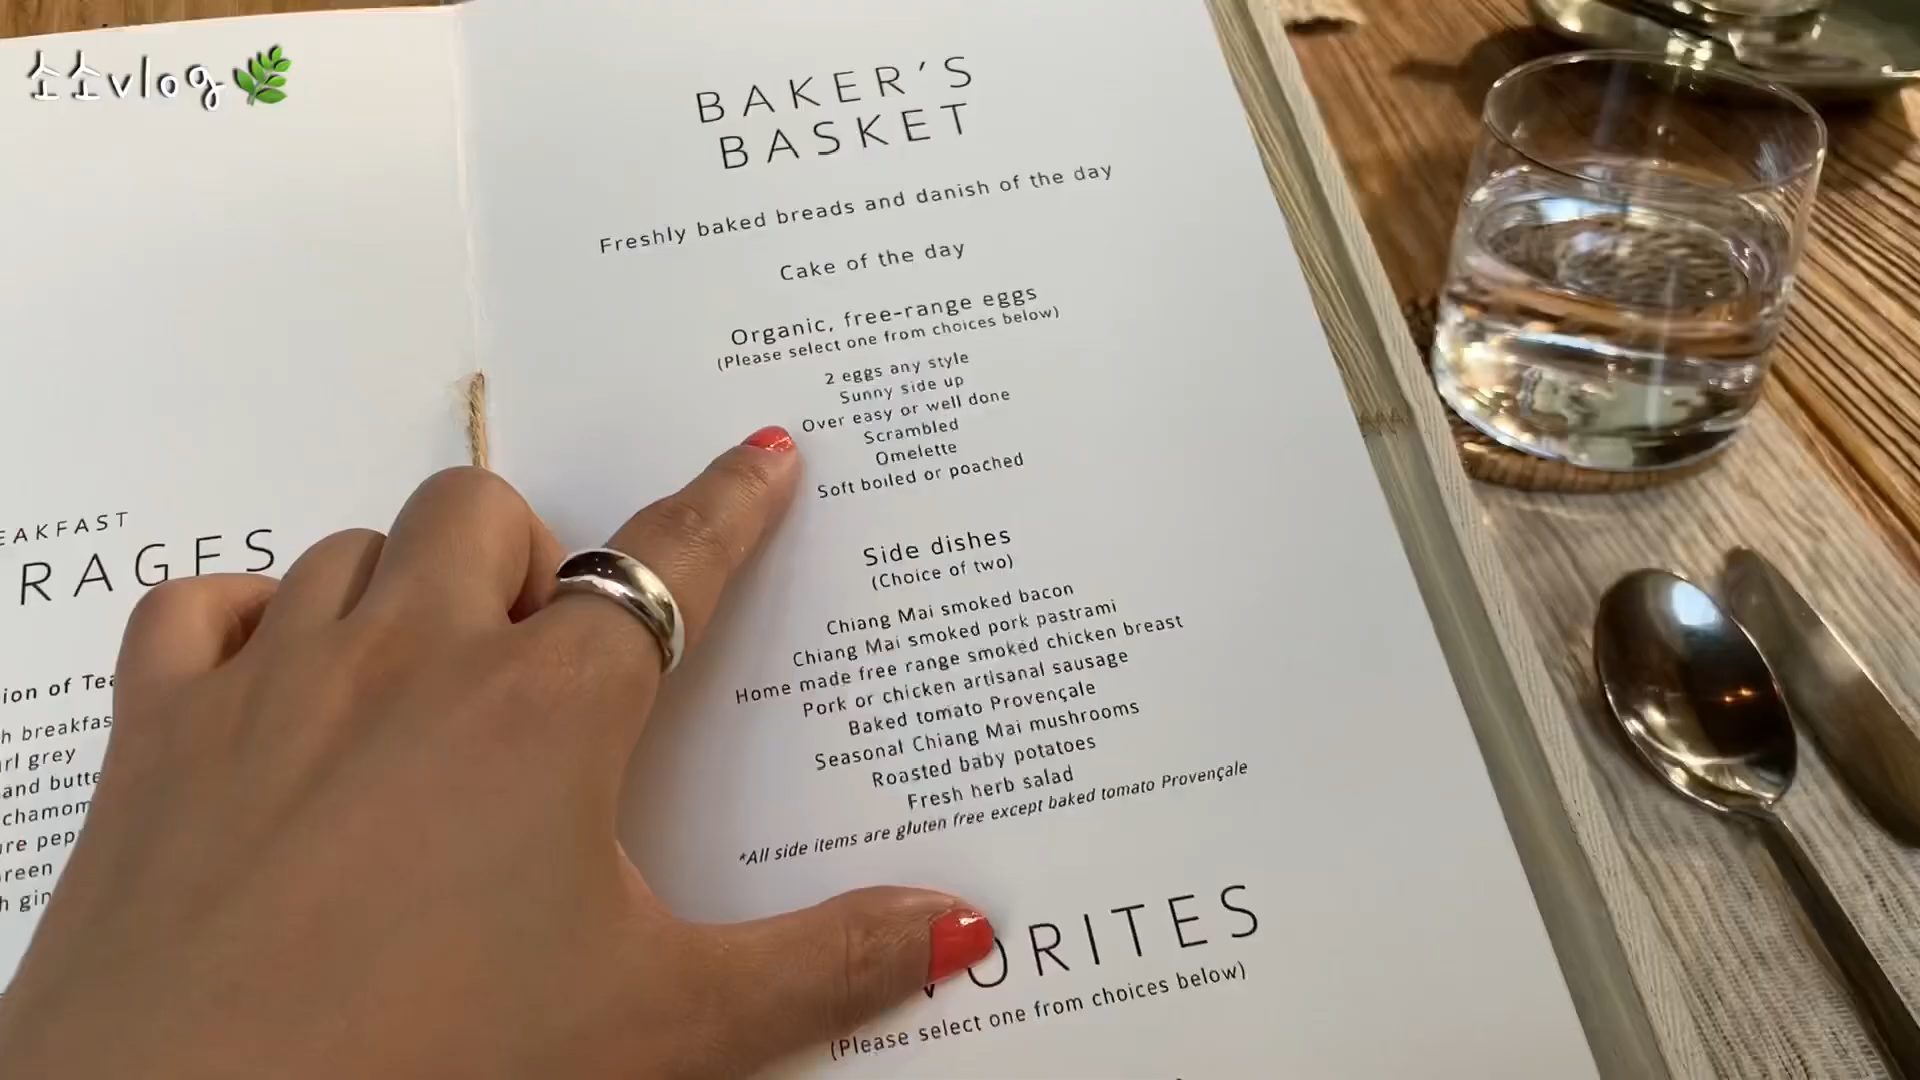 소소vlog
BAKER'S
BASKET
Freshly baked breads and danish of the day
Cake of the day
Organic, free-range eggs
(Please select one from choices below)
2 eggs any style
Sunny side up
Over easy or well done
Scrambled
Omelette
Soft boiled or poached
Side dishes
(Choice of two)
Chiang Mai smoked bacon
Chiang Mai smoked pork pastrami
Home made free range smoked chicken breast
Pork or chicken artisanal sausage
Baked tomato Provençale
Seasonal Chiang Mai mushrooms
Roasted baby potatoes
Fresh herb salad
*All side items are gluten free except baked tomato Provençale
VORITES
(Please select one from choices below)
EAKFAST
RAGES
ion of Tea
h breakfas
rl grey
and butte
chamom
re pep
reen
h gin